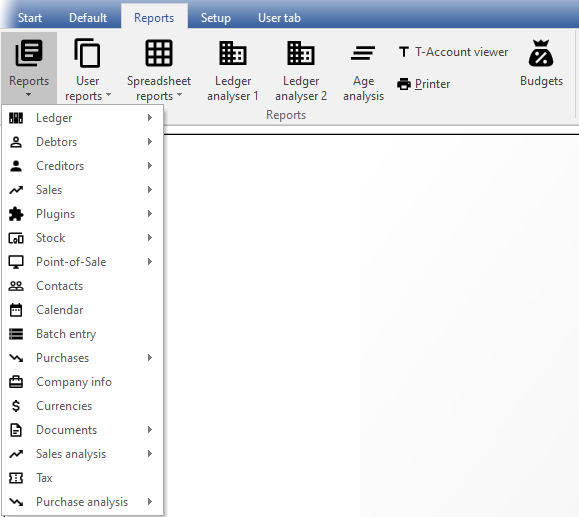 Start Default Reports Setup User tab
Reports User reports Spreadsheet reports Ledger analyser 1 Ledger analyser 2 Age analysis T-Account viewer Printer Budgets
Reports
Ledger
Debtors
Creditors
Sales
Plugins
Stock
Point-of-Sale
Contacts
Calendar
Batch entry
Purchases
Company info
Currencies
Documents
Sales analysis
Tax
Purchase analysis